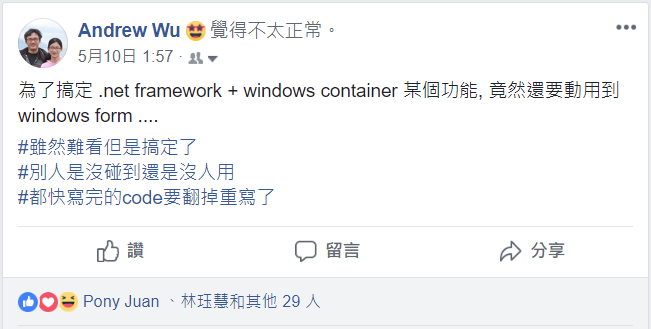 Andrew Wu 🤩 覺得不太正常。
5月10日 1:57 ·
為了搞定 .net framework + windows container 某個功能, 竟然還要動用到
windows form ....
#雖然難看但是搞定了
#別人是沒碰到還是沒人用
#都快寫完的code要翻掉重寫了
讚 留言 分享
Pony Juan 、林玨慧和其他 29 人